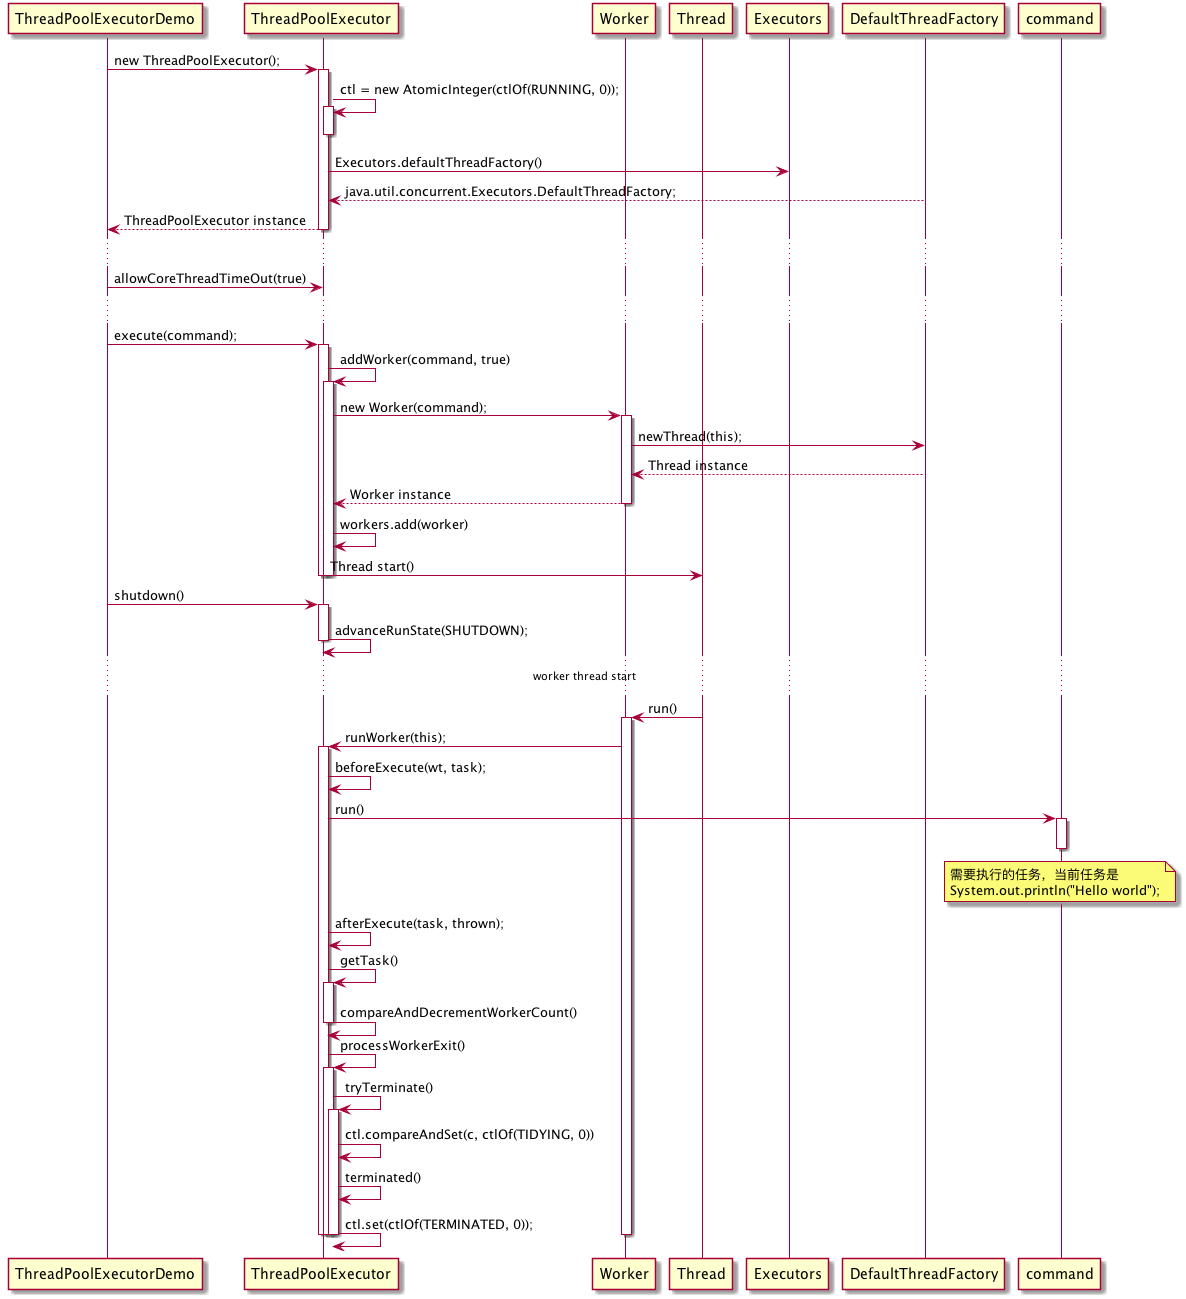 ThreadPoolExecutorDemo
ThreadPoolExecutor
Worker
Thread
Executors
DefaultThreadFactory
command
new ThreadPoolExecutor();
ctl = new AtomicInteger(ctlOf(RUNNING, 0));
Executors.defaultThreadFactory()
java.util.concurrent.Executors.DefaultThreadFactory;
ThreadPoolExecutor instance
allowCoreThreadTimeOut(true)
execute(command);
addWorker(command, true)
new Worker(command);
newThread(this);
Thread instance
Worker instance
workers.add(worker)
Thread start()
shutdown()
advanceRunState(SHUTDOWN);
worker thread start
run()
runWorker(this);
beforeExecute(wt, task);
run()
需要执行的任务，当前任务是
System.out.println("Hello world");
afterExecute(task, thrown);
getTask()
compareAndDecrementWorkerCount()
processWorkerExit()
tryTerminate()
ctl.compareAndSet(c, ctlOf(TIDYING, 0))
terminated()
ctl.set(ctlOf(TERMINATED, 0));
ThreadPoolExecutorDemo
ThreadPoolExecutor
Worker
Thread
Executors
DefaultThreadFactory
command